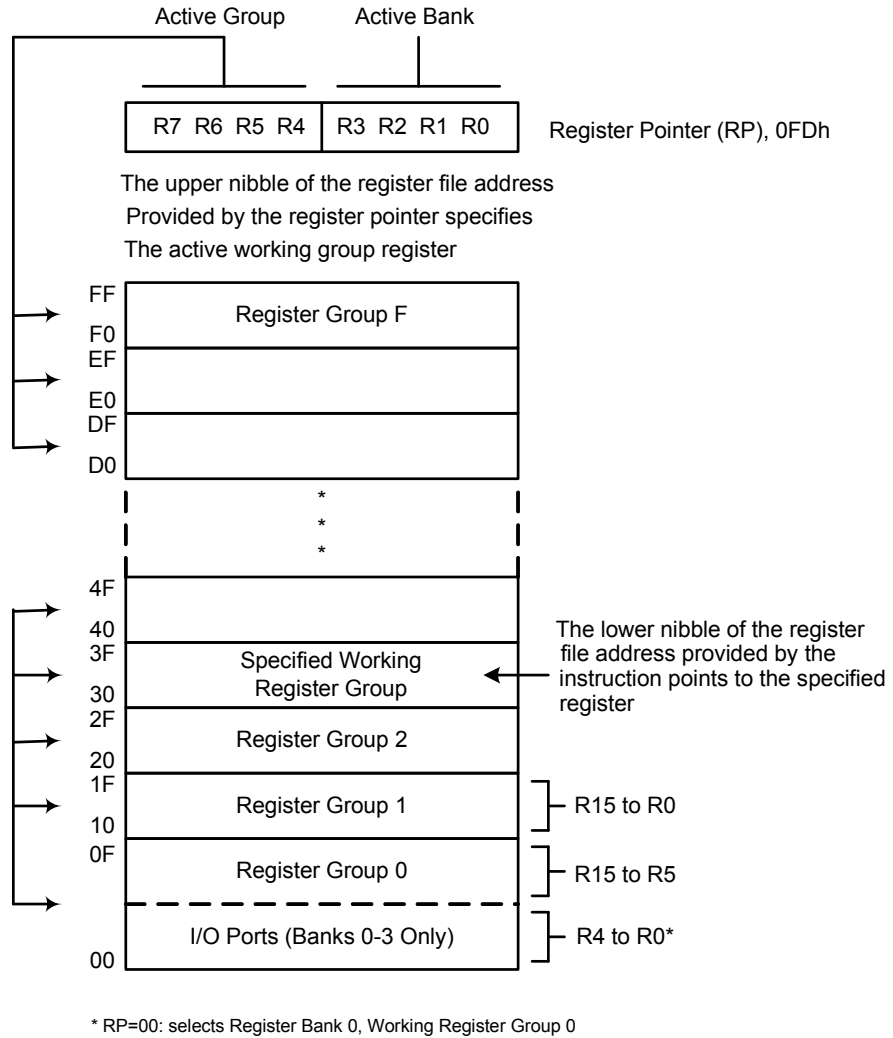 Active Group
Active Bank
R7 R6 R5 R4
R3 R2 R1 R0
Register Pointer (RP), 0FDh
The upper nibble of the register file address
Provided by the register pointer specifies
The active working group register
FF
Register Group F
F0
EF
E0
DF
D0
*
*
*
4F
40
3F
Specified Working
Register Group
30
The lower nibble of the register
file address provided by the
instruction points to the specified
register
2F
Register Group 2
20
1F
Register Group 1
10
R15 to R0
0F
Register Group 0
R15 to R5
I/O Ports (Banks 0-3 Only)
00
R4 to R0*
* RP=00: selects Register Bank 0, Working Register Group 0